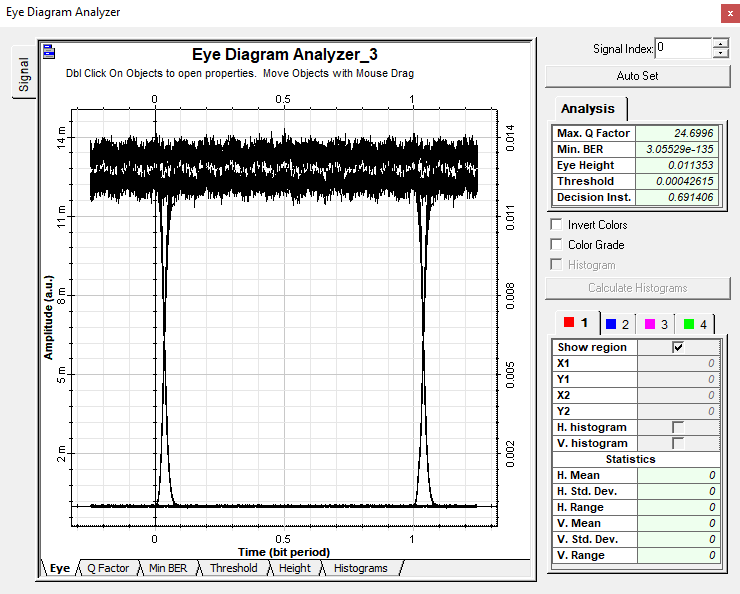 Eye Diagram Analyzer
x
Signal
Eye Diagram Analyzer_3
Dbl Click On Objects to open properties. Move Objects with Mouse Drag
0 0.5 1
14 m 0.014
11 m 0.011
8 m 0.008
5 m 0.005
2 m 0.002
Amplitude (a.u.)
0 0.5 1
Time (bit period)
Eye Q Factor Min BER Threshold Height Histograms
Signal Index: 0
Auto Set
Analysis
Max. Q Factor 24.6996
Min. BER 3.05529e-135
Eye Height 0.011353
Threshold 0.00042615
Decision Inst. 0.691406
Invert Colors
Color Grade
Histogram
Calculate Histograms
1 2 3 4
Show region
X1 0
Y1 0
X2 0
Y2 0
H. histogram
V. histogram
Statistics
H. Mean 0
H. Std. Dev. 0
H. Range 0
V. Mean 0
V. Std. Dev. 0
V. Range 0